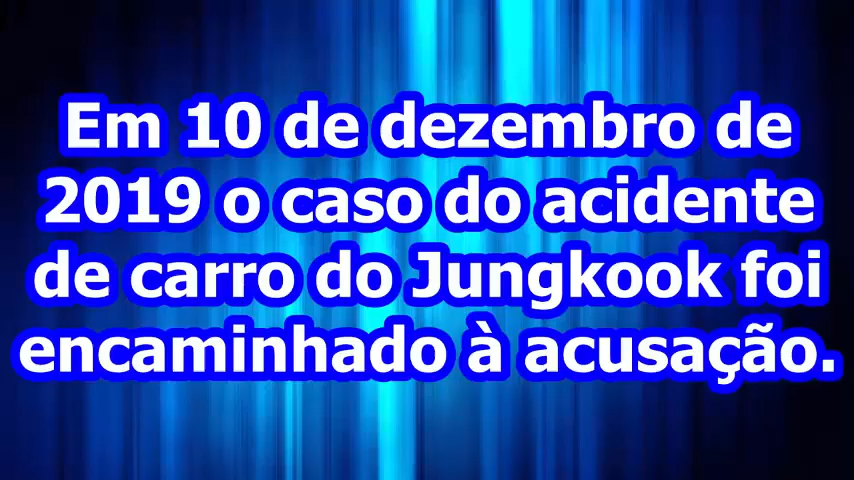 Em 10 de dezembro de
2019 o caso do acidente
de carro do Jungkook foi
encaminhado à acusação.